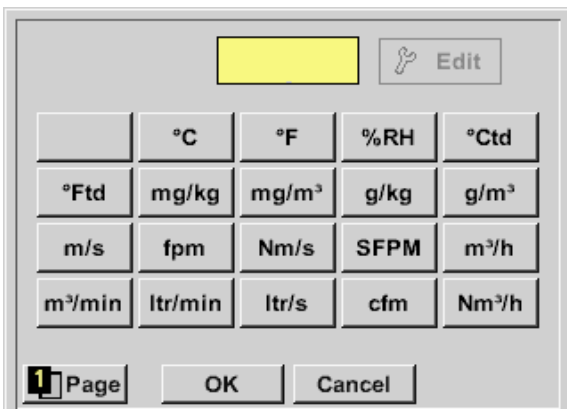 Edit
°C °F %RH °Ctd
°Ftd mg/kg mg/m³ g/kg g/m³
m/s fpm Nm/s SFPM m³/h
m³/min ltr/min ltr/s cfm Nm³/h
1 Page OK Cancel